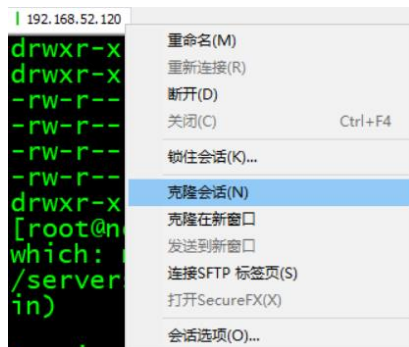 192.168.52.120
drwxr-x
drwxr-x
-rw-r--
-rw-r--
-rw-r--
-rw-r--
drwxr-x
[root@n
which:
/server
in)
重命名(M)
重新连接(R)
断开(D)
关闭(C) Ctrl+F4
锁住会话(K)...
克隆会话(N)
克隆在新窗口
发送到新窗口
连接SFTP 标签页(S)
打开SecureFX(X)
会话选项(O)...